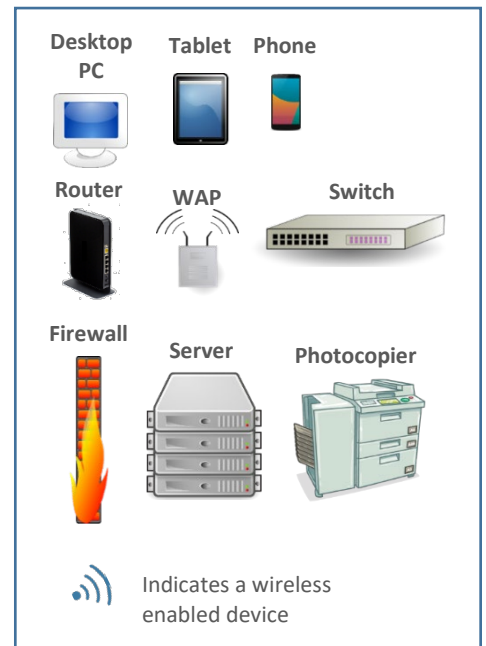 Desktop PC
Tablet
Phone
Router
WAP
Switch
Firewall
Server
Photocopier
Indicates a wireless
enabled device